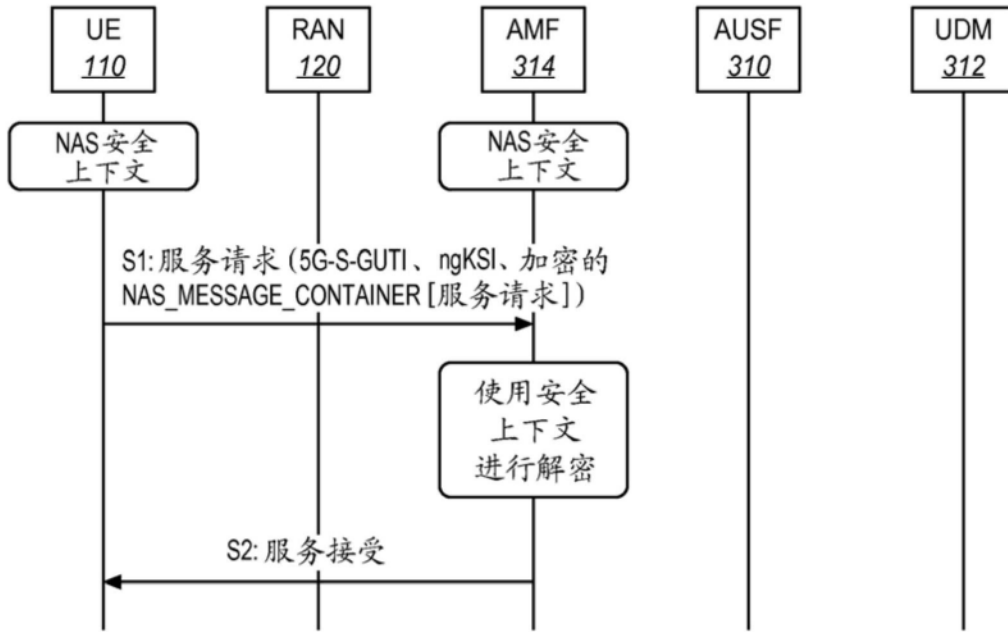 UE
110
RAN
120
AMF
314
AUSF
310
UDM
312
NAS安全
上下文
NAS安全
上下文
S1:服务请求(5G-S-GUTI、ngKSI、加密的
NAS_MESSAGE_CONTAINER[服务请求])
使用安全
上下文
进行解密
S2:服务接受